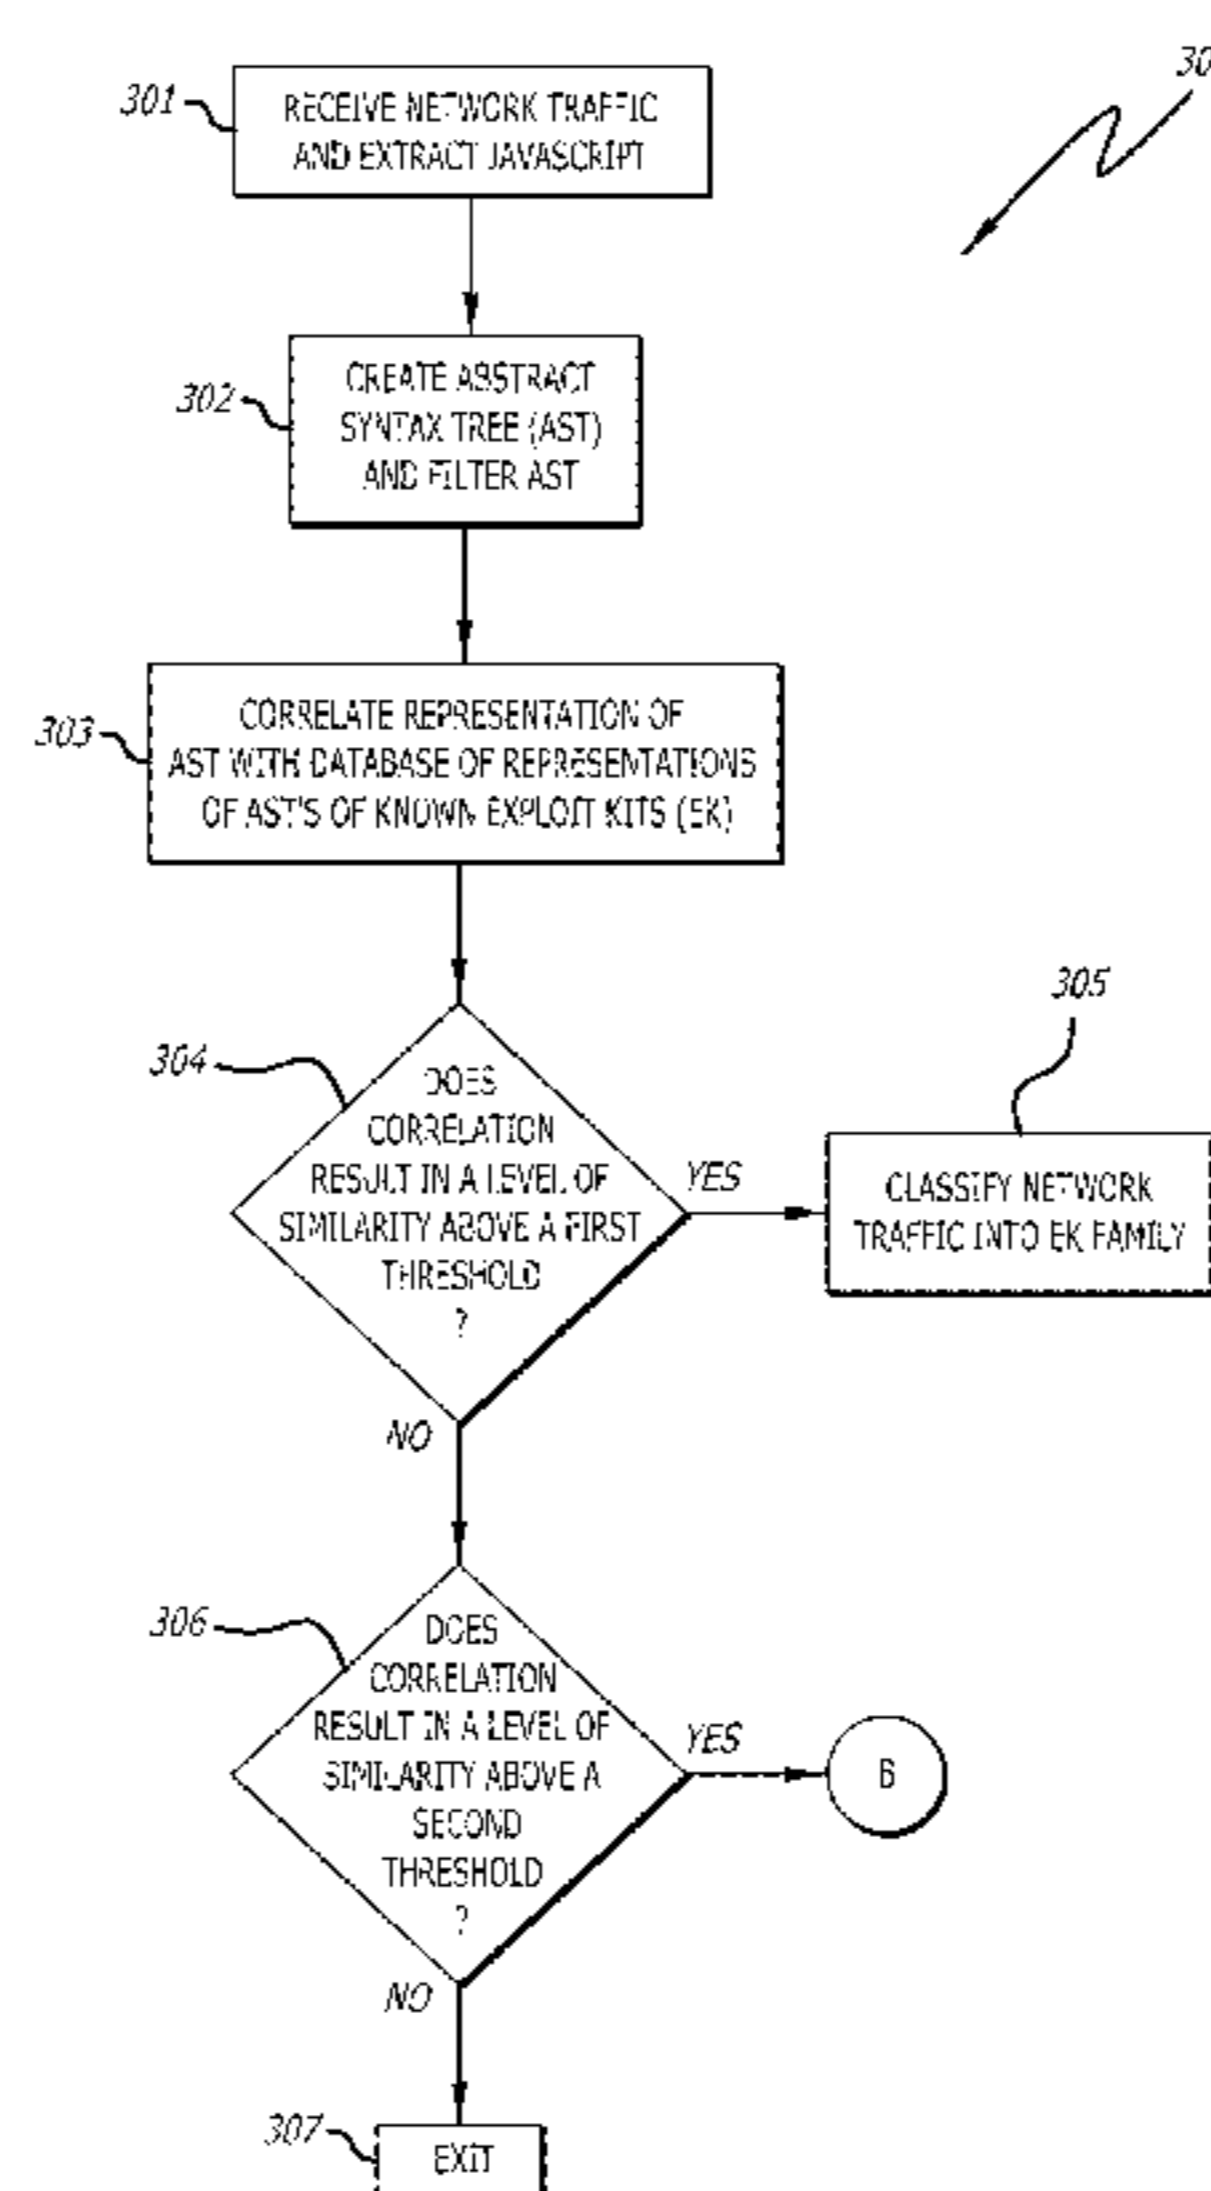 30
301
RECEIVE NETWORK TRAFFIC
AND EXTRACT JAVASCRIPT
302
CREATE ABSTRACT
SYNTAX TREE (AST)
AND FILTER AST
303
CORRELATE REPRESENTATION OF
AST WITH DATABASE OF REPRESENTATIONS
OF AST'S OF KNOWN EXPLOIT KITS (EK)
304
DOES
CORRELATION
RESULT IN A LEVEL OF
SIMILARITY ABOVE A FIRST
THRESHOLD
?
YES
305
CLASSIFY NETWORK
TRAFFIC INTO EK FAMILY
NO
306
DOES
CORRELATION
RESULT IN A LEVEL OF
SIMILARITY ABOVE A
SECOND
THRESHOLD
?
YES
NO
307
EXIT